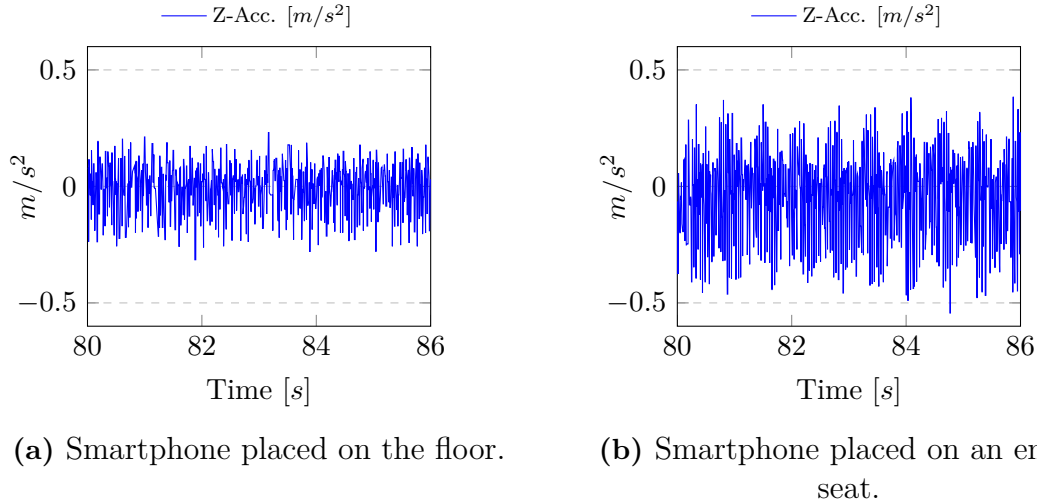 Z-Acc. [m/s²]
0.5
0
−0.5
m/s²
80 82 84 86
Time [s]
(a) Smartphone placed on the floor.
Z-Acc. [m/s²]
0.5
0
−0.5
m/s²
80 82 84 86
Time [s]
(b) Smartphone placed on an
seat.